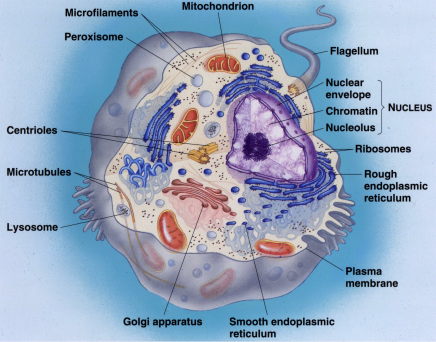 Mitochondrion
Microfilaments
Peroxisome
Flagellum
Nuclear
envelope
Chromatin
NUCLEUS
Nucleolus
Centrioles
Ribosomes
Microtubules
Rough
endoplasmic
reticulum
Lysosome
Plasma
membrane
Golgi apparatus
Smooth endoplasmic
reticulum